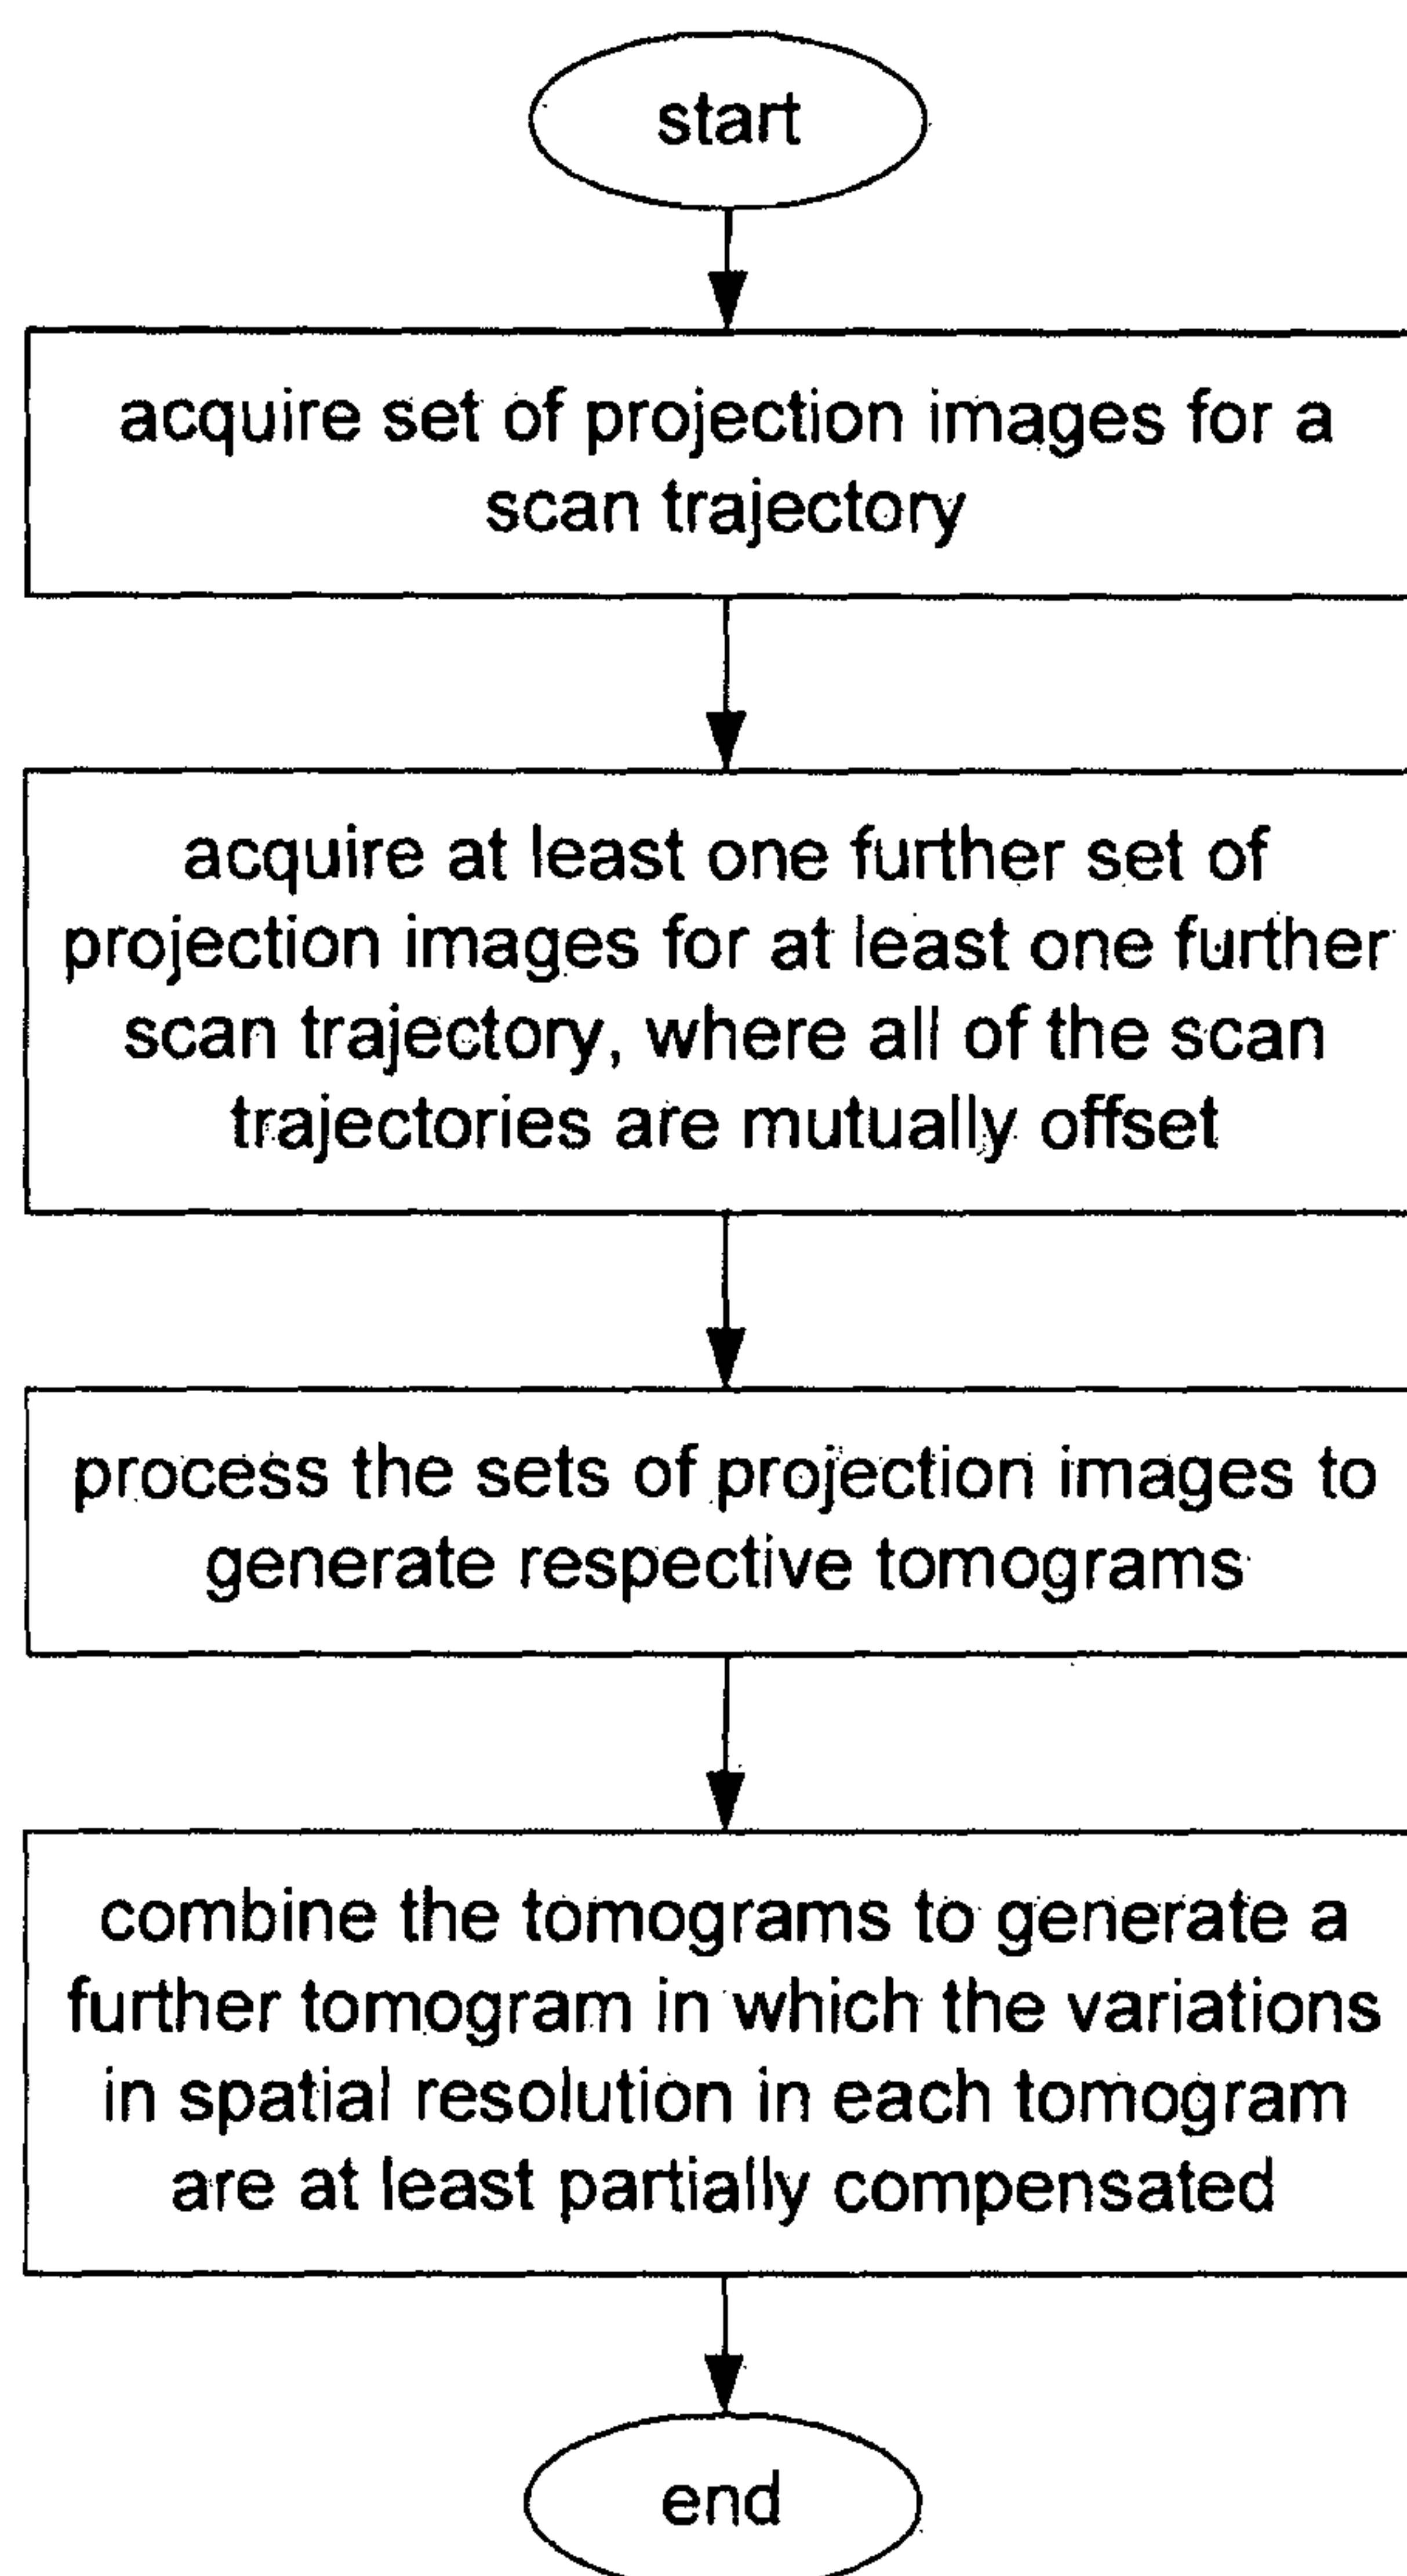 start
acquire set of projection images for a
scan trajectory
acquire at least one further set of
projection images for at least one further
scan trajectory, where all of the scan
trajectories are mutually offset
process the sets of projection images to
generate respective tomograms
combine the tomograms to generate a
further tomogram in which the variations
in spatial resolution in each tomogram
are at least partially compensated
end